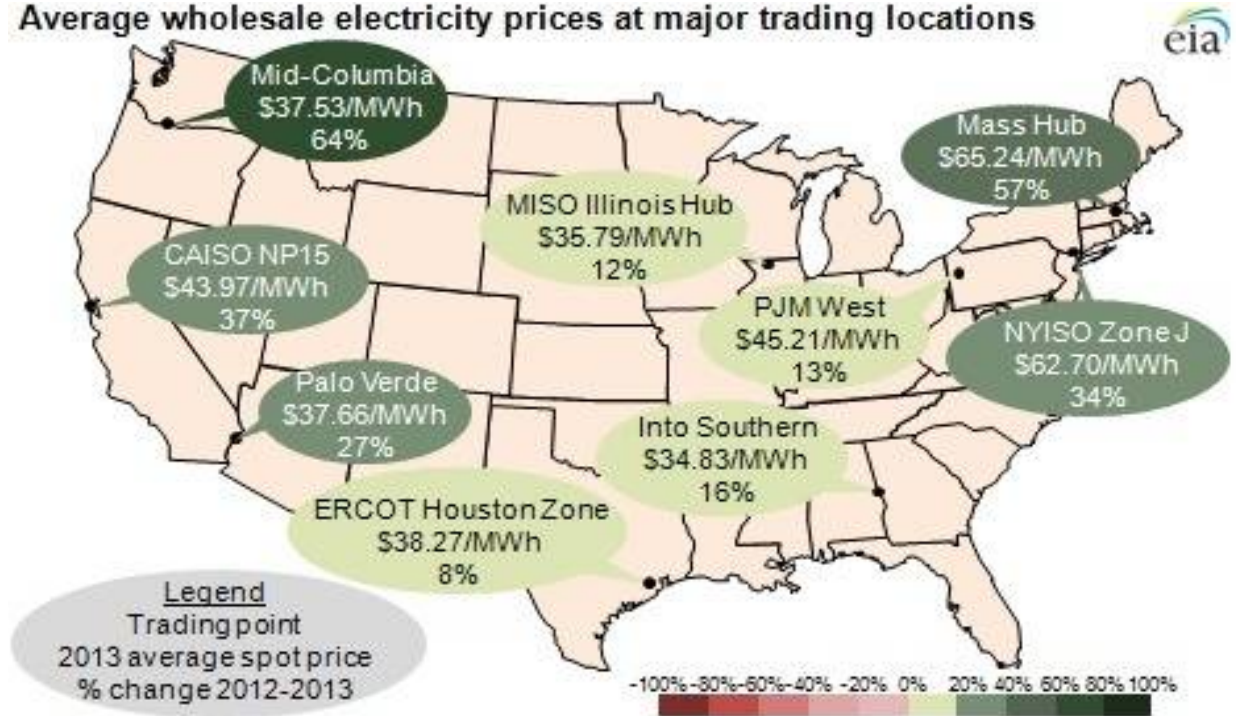 Average wholesale electricity prices at major trading locations
eia
Mid-Columbia
$37.53/MWh
64%
Mass Hub
$65.24/MWh
57%
MISO Illinois Hub
$35.79/MWh
12%
CAISO NP15
$43.97/MWh
37%
PJM West
$45.21/MWh
13%
NYISO Zone J
$62.70/MWh
34%
Palo Verde
$37.66/MWh
27%
Into Southern
$34.83/MWh
16%
ERCOT Houston Zone
$38.27/MWh
8%
Legend
Trading point
2013 average spot price
% change 2012-2013
-100% -80% -60% -40% -20% 0% 20% 40% 60% 80% 100%